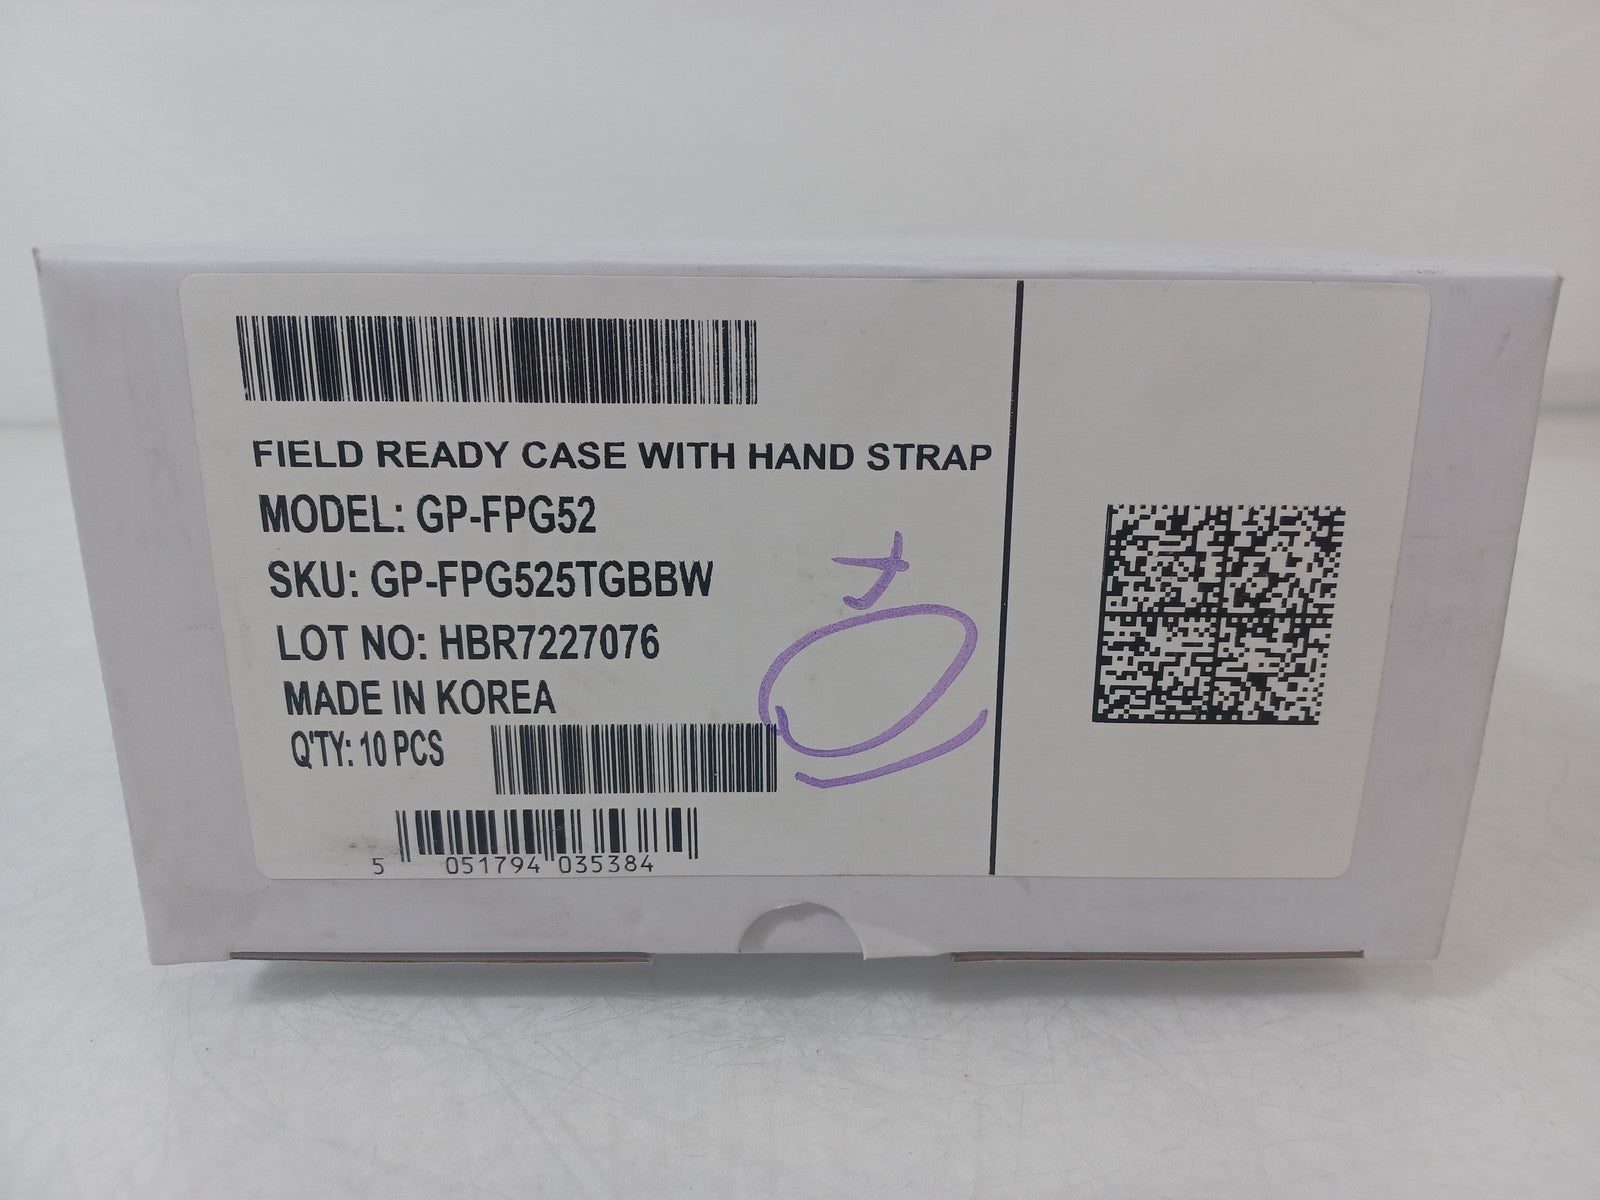 FIELD READY CASE WITH HAND STRAP
MODEL: GP-FPG52
SKU: GP-FPG525TGBBW
LOT NO: HBR7227076
MADE IN KOREA
Q'TY: 10 PCS
5 051794 035384